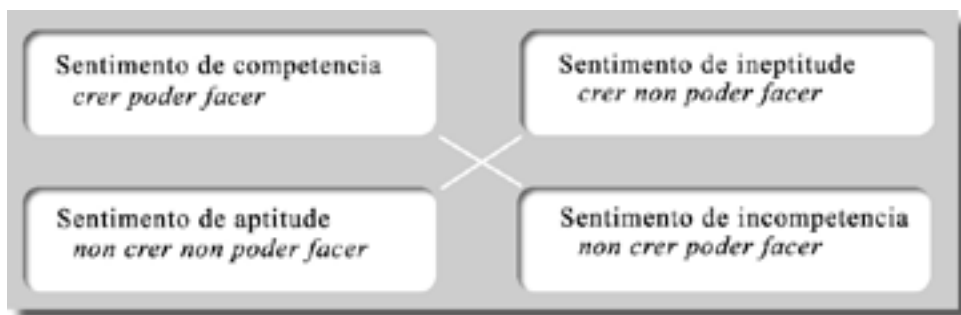 Sentimento de competencia
crer poder facer
Sentimento de ineptitude
crer non poder facer
Sentimento de aptitude
non crer non poder facer
Sentimento de incompetencia
non crer poder facer